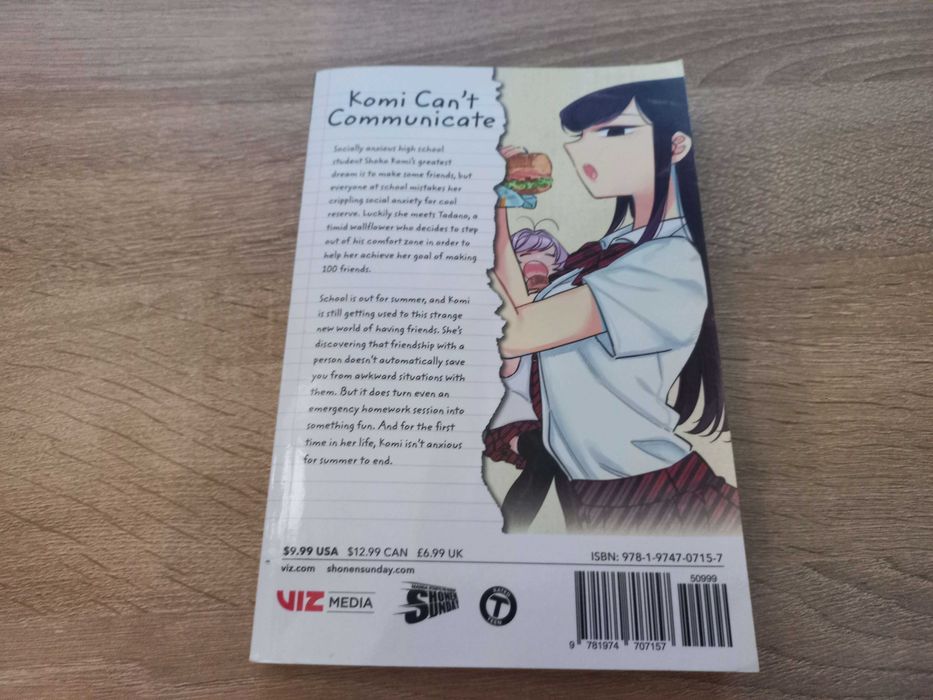 Komi Can't
Communicate
Socially anxious high school
student Shoko Komi's greatest
dream is to make some friends, but
everyone at school mistakes her
crippling social anxiety for cool
reserve. Luckily she meets Tadano, a
timid wallflower who decides to step
out of his comfort zone in order to
help her achieve her goal of making
100 friends.
School is out for summer, and Komi
is still getting used to this strange
new world of having friends. She's
discovering that friendship with a
person doesn't automatically save
you from awkward situations with
them. But it does turn even an
emergency homework session into
something fun. And for the first
time in her life, Komi isn't anxious
for summer to end.
$9.99 USA $12.99 CAN £6.99 UK
viz.com shonensunday.com
VIZ MEDIA
SHONEN
SUNDAY
RATED
T
TEEN
ISBN: 978-1-9747-0715-7
50999
9 781974 707157